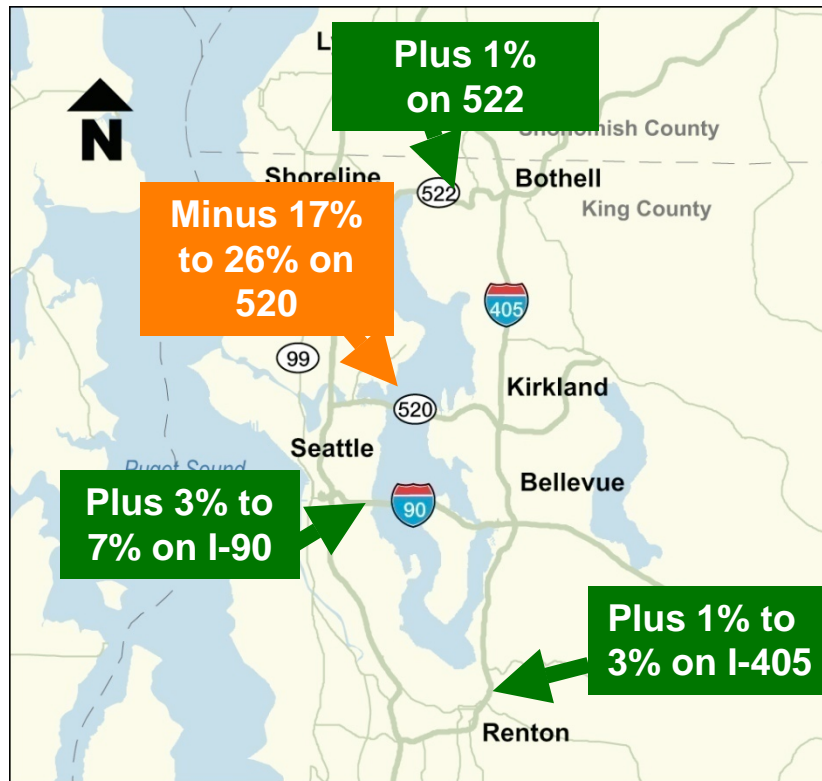 Plus 1%
on 522
N
County
Shoreline
522
Bothell
King County
Minus 17%
to 26% on
520
405
99
Kirkland
520
Seattle
Puget Sound
Bellevue
Plus 3% to
7% on I-90
90
Plus 1% to
3% on I-405
Renton